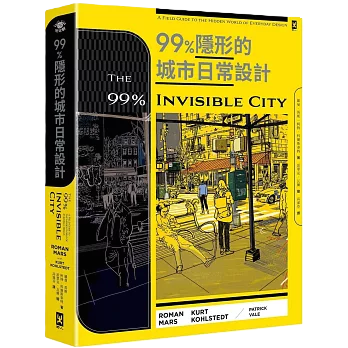 A FIELD GUIDE TO THE HIDDEN WORLD OF EVERYDAY DESIGN
99%隱形的
城市日常設計
THE
99%
INVISIBLE CITY
ROMAN
MARS
KURT
KOHLSTEDT
PATRICK
VALE
99%隱形的城市日常設計
THE
99%
INVISIBLE
CITY
ROMAN
MARS
KURT
KOHLSTEDT